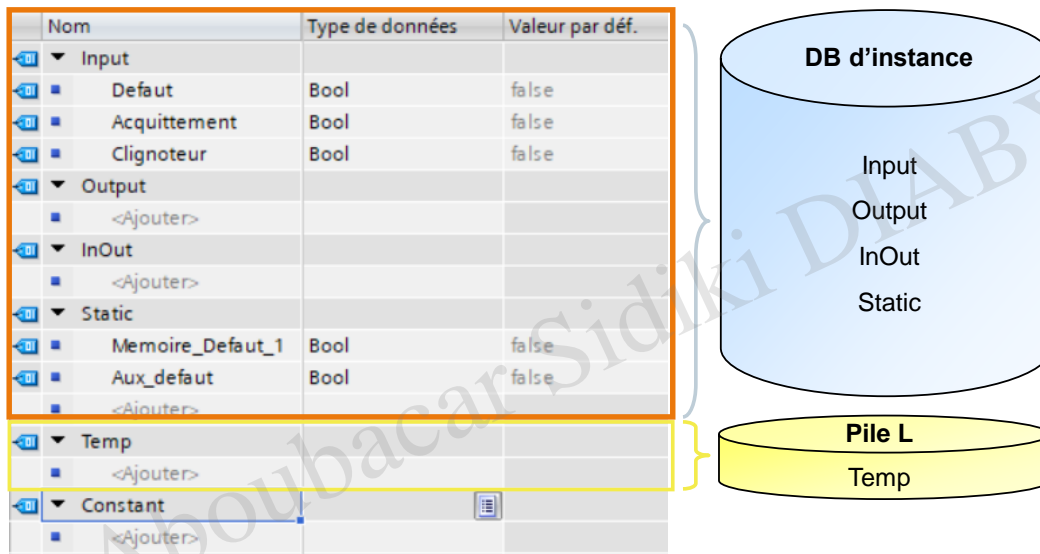 Nom Type de données Valeur par déf.
Input
Defaut Bool false
Acquittement Bool false
Clignoteur Bool false
Output
<Ajouter>
InOut
<Ajouter>
Static
Memoire_Defaut_1 Bool false
Aux_defaut Bool false
<Ajouter>
Temp
<Ajouter>
Constant
<Ajouter>
DB d'instance
Input
Output
InOut
Static
Pile L
Temp
Aboubacar Sidiki DIABY